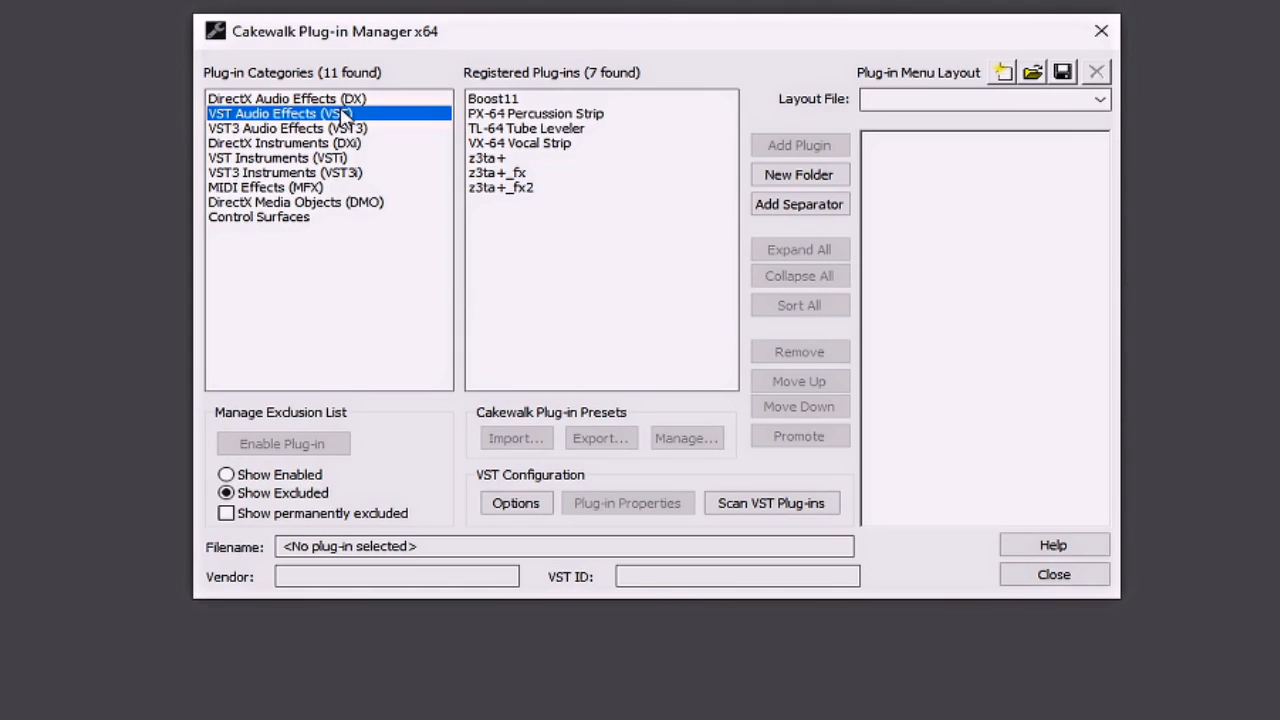 Cakewalk Plug-in Manager x64
Plug-in Categories (11 found)
DirectX Audio Effects (DX)
VST Audio Effects (VST)
VST3 Audio Effects (VST3)
DirectX Instruments (DXi)
VST Instruments (VSTi)
VST3 Instruments (VST3i)
MIDI Effects (MFX)
DirectX Media Objects (DMO)
Control Surfaces
Registered Plug-ins (7 found)
Boost11
PX-64 Percussion Strip
TL-64 Tube Leveler
VX-64 Vocal Strip
z3ta+
z3ta+_fx
z3ta+_fx2
Plug-in Menu Layout
Layout File:
Add Plugin
New Folder
Add Separator
Expand All
Collapse All
Sort All
Remove
Move Up
Move Down
Promote
Manage Exclusion List
Enable Plug-in
Show Enabled
Show Excluded
Show permanently excluded
Cakewalk Plug-in Presets
Import... Export... Manage...
VST Configuration
Options Plug-in Properties Scan VST Plug-ins
Filename: <No plug-in selected>
Vendor: VST ID:
Help
Close